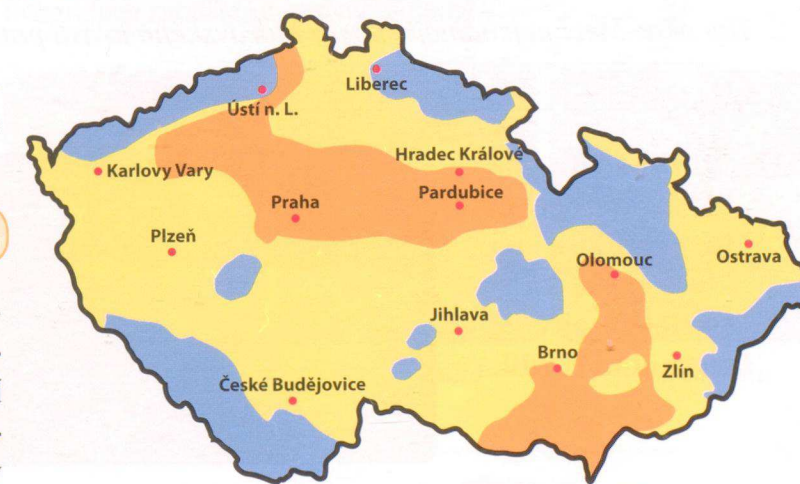 Liberec
Ústí n. L.
Hradec Králové
Karlovy Vary
Pardubice
Praha
Plzeň
Olomouc
Ostrava
Jihlava
Brno
Zlín
České Budějovice